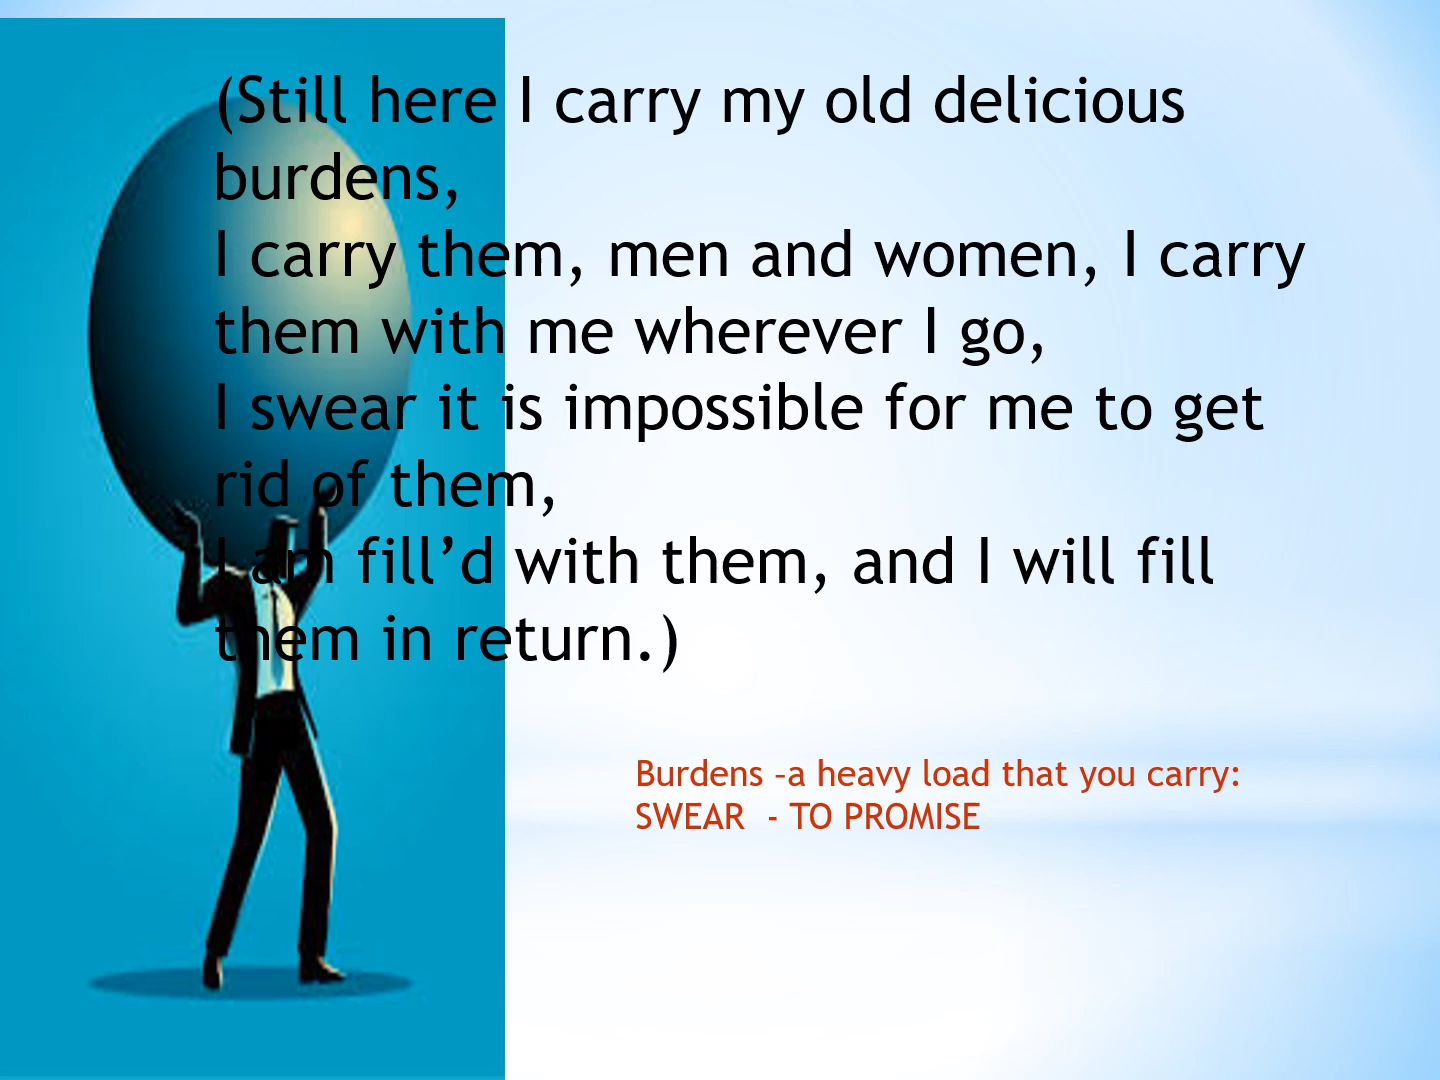 (Still here I carry my old delicious
burdens,
I carry them, men and women, I carry
them with me wherever I go,
I swear it is impossible for me to get
rid of them,
I am fill’d with them, and I will fill
them in return.)
Burdens –a heavy load that you carry:
SWEAR  - TO PROMISE